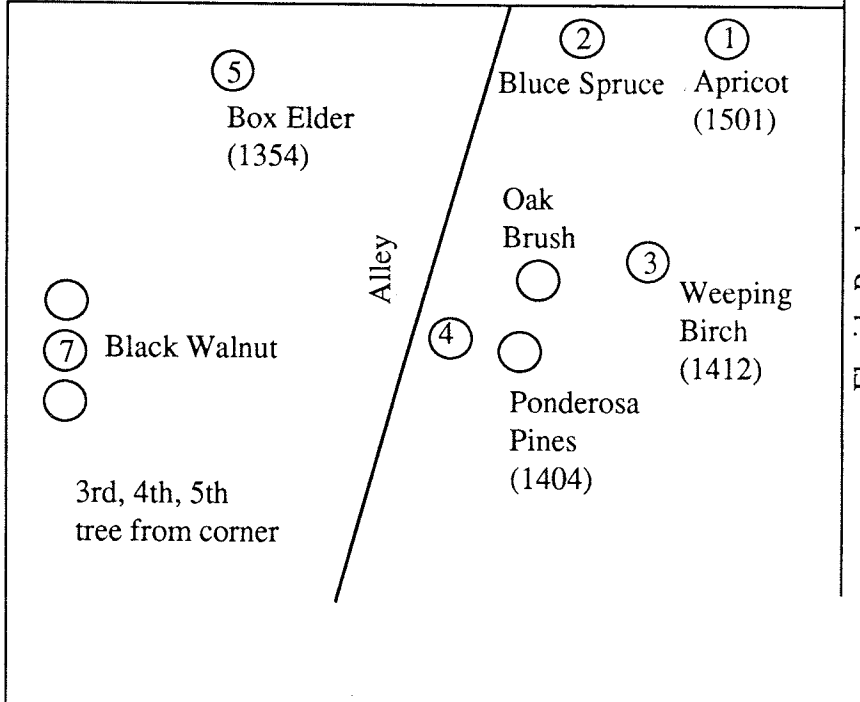 5
Box Elder
(1354)
2
Bluce Spruce
1
Apricot
(1501)
Alley
Oak
Brush
3
Weeping
Birch
(1412)
4
Ponderosa
Pines
(1404)
7
Black Walnut
3rd, 4th, 5th
tree from corner